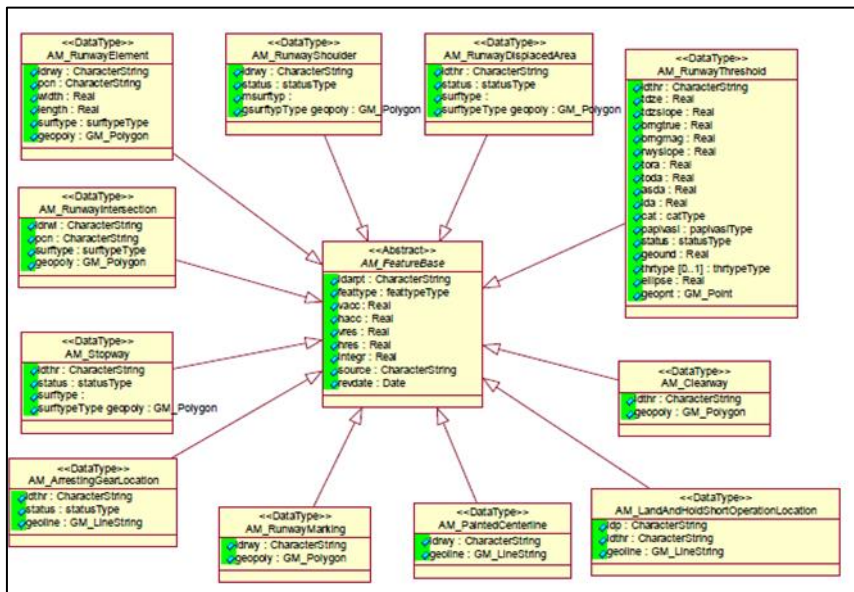 <<DataType>>
AM_RunwayElement
idrwy : CharacterString
pcn : CharacterString
width : Real
length : Real
surftype : surftypeType
geopoly : GM_Polygon
<<DataType>>
AM_RunwayShoulder
idrwy : CharacterString
status : statusType
msurftyp :
gsurftypType geopoly : GM_Polygon
<<DataType>>
AM_RunwayDisplacedArea
idthr : CharacterString
status : statusType
surftype :
surftypeType geopoly : GM_Polygon
<<DataType>>
AM_RunwayThreshold
idthr : CharacterString
tdze : Real
tdzslope : Real
brngtrue : Real
brngmag : Real
rwyslope : Real
tora : Real
toda : Real
asda : Real
lda : Real
cat : catType
papivasi : papivasiType
status : statusType
geound : Real
thrtype [0..1] : thrtypeType
ellipse : Real
geopnt : GM_Point
<<DataType>>
AM_RunwayIntersection
idrwi : CharacterString
pcn : CharacterString
surftype : surftypeType
geopoly : GM_Polygon
<<Abstract>>
AM_FeatureBase
idarpt : CharacterString
feattype : feattypeType
vacc : Real
hacc : Real
vres : Real
hres : Real
integr : Real
source : CharacterString
revdate : Date
<<DataType>>
AM_Stopway
idthr : CharacterString
status : statusType
surftype :
surftypeType geopoly : GM_Polygon
<<DataType>>
AM_Clearway
idthr : CharacterString
geopoly : GM_Polygon
<<DataType>>
AM_ArrestingGearLocation
idthr : CharacterString
status : statusType
geoline : GM_LineString
<<DataType>>
AM_RunwayMarking
idrwy : CharacterString
geopoly : GM_Polygon
<<DataType>>
AM_PaintedCenterline
idrwy : CharacterString
geoline : GM_LineString
<<DataType>>
AM_LandAndHoldShortOperationLocation
idp : CharacterString
idthr : CharacterString
geoline : GM_LineString